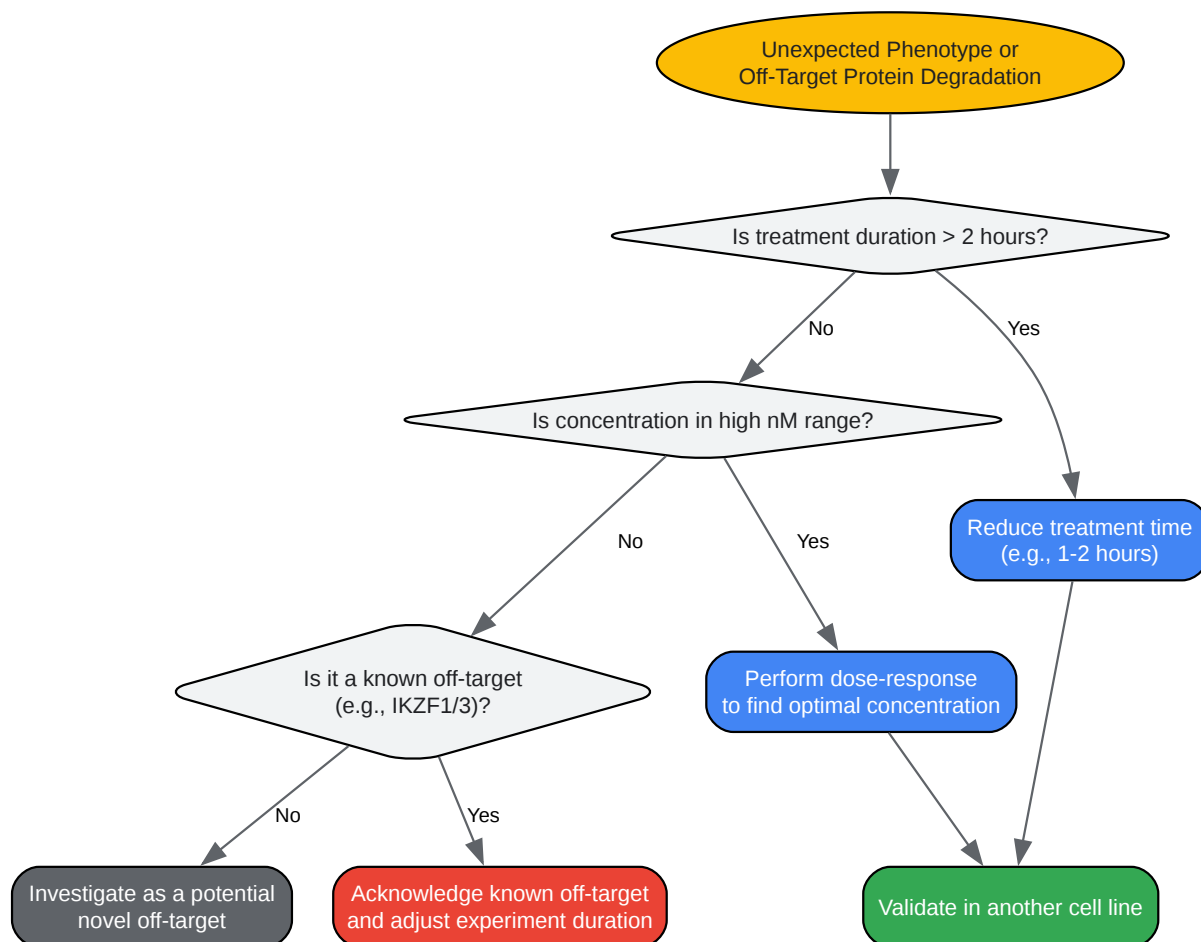 Unexpected Phenotype or
Off-Target Protein Degradation
Is treatment duration > 2 hours?
No
Yes
Is concentration in high nM range?
No
Yes
Reduce treatment time
(e.g., 1-2 hours)
Is it a known off-target
(e.g., IKZF1/3)?
Perform dose-response
to find optimal concentration
No
Yes
Investigate as a potential
novel off-target
Acknowledge known off-target
and adjust experiment duration
Validate in another cell line